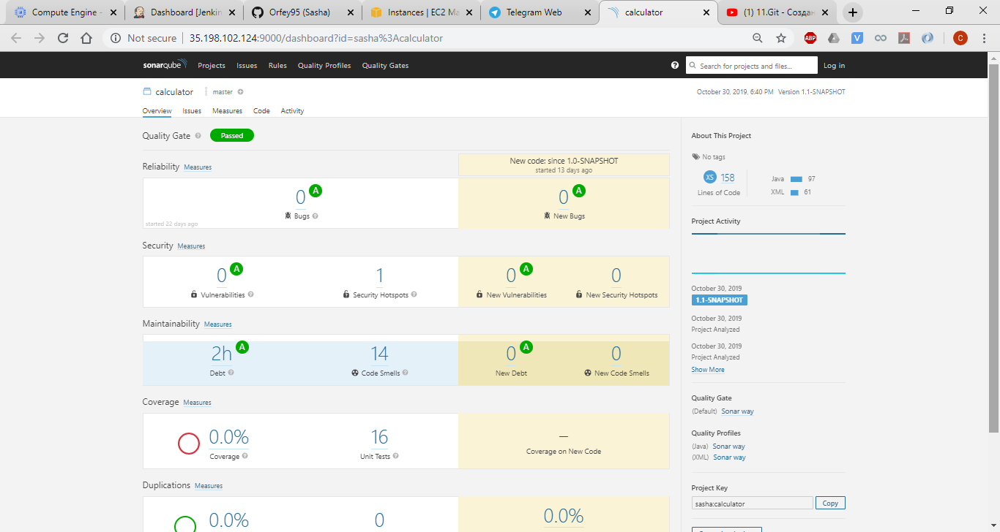 Compute Engine -
Dashboard [Jenkin
Orfey95 (Sasha)
Instances | EC2 Ma
Telegram Web
calculator
(1) 11.Git - Создан
Not secure
35.198.102.124:9000/dashboard?id=sasha%3Acalculator
ABP
V
C
sonarqube
Projects
Issues
Rules
Quality Profiles
Quality Gates
Search for projects and files...
Log in
calculator
master
October 30, 2019, 6:40 PM Version 1.1-SNAPSHOT
Overview
Issues
Measures
Code
Activity
Quality Gate
Passed
New code: since 1.0-SNAPSHOT
started 13 days ago
Reliability Measures
0 A
Bugs
started 22 days ago
0 A
New Bugs
Security Measures
0 A
Vulnerabilities
1
Security Hotspots
0 A
New Vulnerabilities
0
New Security Hotspots
Maintainability Measures
2h A
Debt
14
Code Smells
0 A
New Debt
0
New Code Smells
Coverage Measures
0.0%
Coverage
16
Unit Tests
—
Coverage on New Code
Duplications Measures
0.0%
0
0.0%
About This Project
No tags
XS 158
Lines of Code
Java 97
XML 61
Project Activity
October 30, 2019
1.1-SNAPSHOT
October 30, 2019
Project Analyzed
October 30, 2019
Project Analyzed
Show More
Quality Gate
(Default) Sonar way
Quality Profiles
(Java) Sonar way
(XML) Sonar way
Project Key
sasha:calculator
Copy